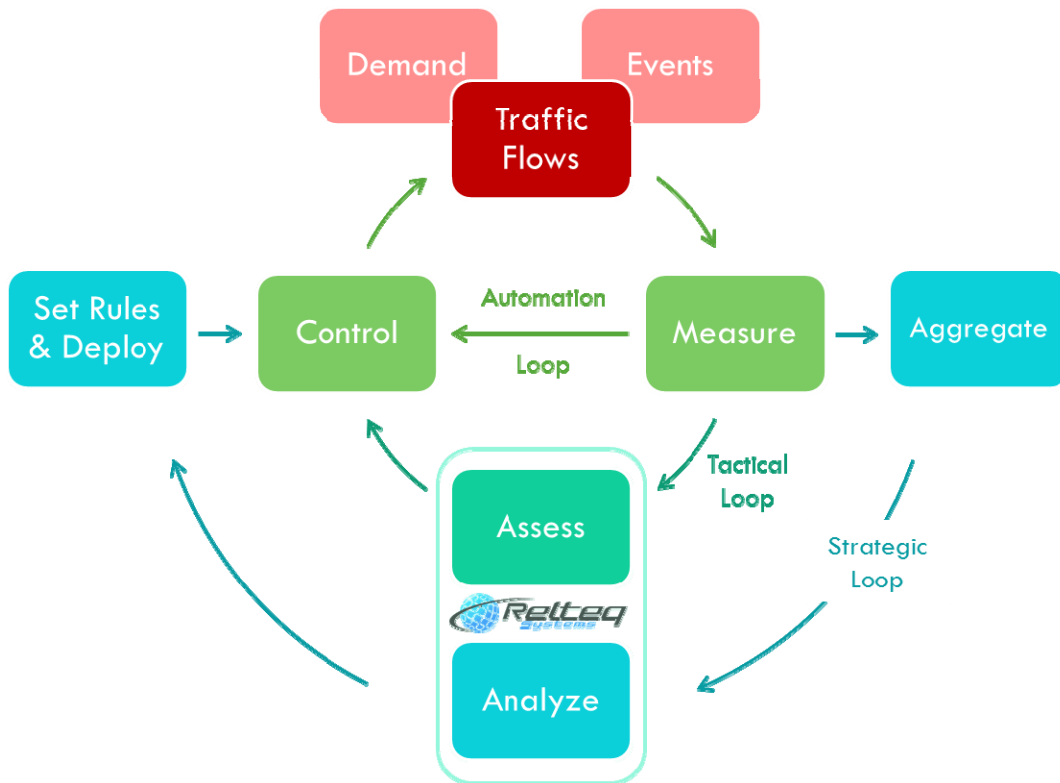 Demand
Events
Traffic
Flows
Set Rules
& Deploy
Control
Automation
Loop
Measure
Aggregate
Tactical
Loop
Assess
Strategic
Loop
Relteq
Systems
Analyze